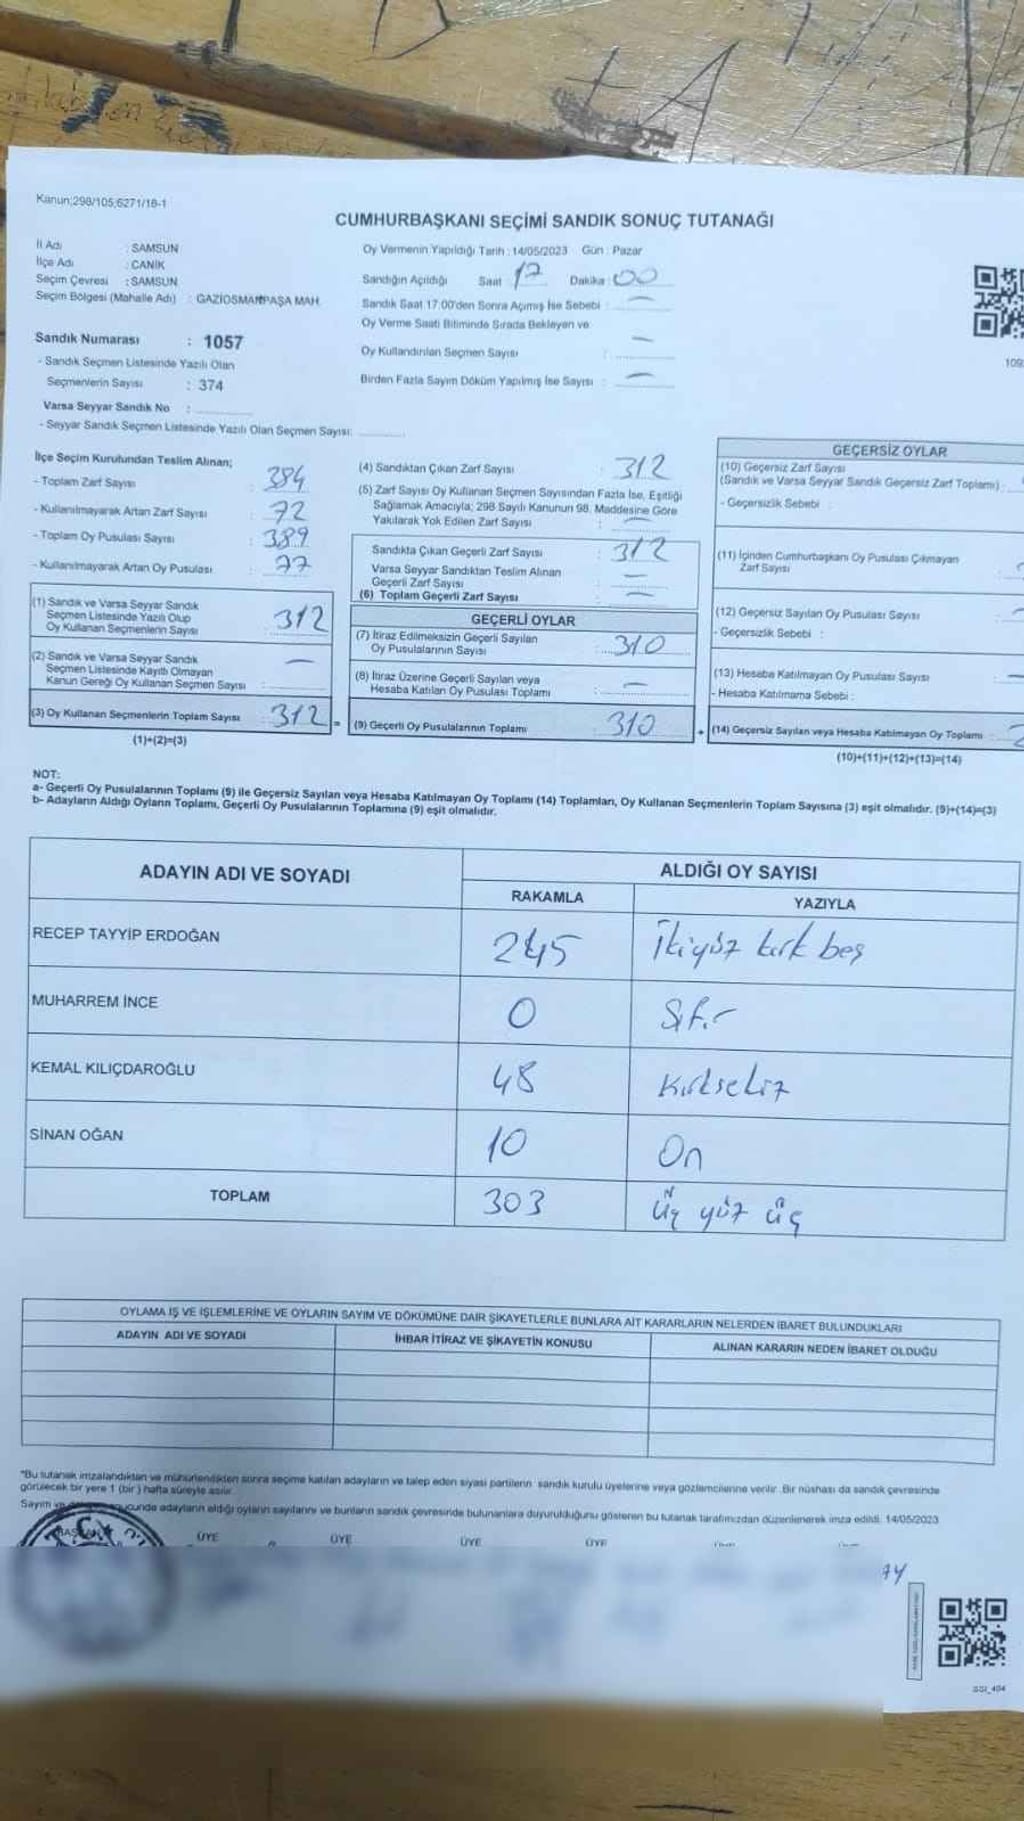 Kanun;298/105;6271/18-1
CUMHURBAŞKANI SEÇİMİ SANDIK SONUÇ TUTANAĞI
İl Adı : SAMSUN
İlçe Adı : CANİK
Seçim Çevresi : SAMSUN
Seçim Bölgesi (Mahalle Adı) : GAZİOSMANPAŞA MAH.
Oy Vermenin Yapıldığı Tarih : 14/05/2023 Gün : Pazar
Sandığın Açıldığı Saat 17 Dakika : 00
Sandık Saat 17.00'den Sonra Açımış İse Sebebi : —
Oy Verme Saati Bitiminde Sırada Bekleyen ve
Oy Kullandırılan Seçmen Sayısı : —
Birden Fazla Sayım Döküm Yapılmış İse Sayısı : —
109
Sandık Numarası : 1057
- Sandık Seçmen Listesinde Yazılı Olan
Seçmenlerin Sayısı : 374
Varsa Seyyar Sandık No :
- Seyyar Sandık Seçmen Listesinde Yazılı Olan Seçmen Sayısı:
İlçe Seçim Kurulundan Teslim Alınan;
- Toplam Zarf Sayısı : 384
- Kullanılmayarak Artan Zarf Sayısı : 72
- Toplam Oy Pusulası Sayısı : 389
- Kullanılmayarak Artan Oy Pusulası : 77
(1) Sandık ve Varsa Seyyar Sandık
Seçmen Listesinde Yazılı Olup
Oy Kullanan Seçmenlerin Sayısı : 312
(2) Sandık ve Varsa Seyyar Sandık
Seçmen Listesinde Kayıtlı Olmayan
Kanun Gereği Oy Kullanan Seçmen Sayısı : —
(3) Oy Kullanan Seçmenlerin Toplam Sayısı : 312 =
(1)+(2)=(3)
(4) Sandıktan Çıkan Zarf Sayısı : 312
(5) Zarf Sayısı Oy Kullanan Seçmen Sayısından Fazla İse, Eşitliği
Sağlamak Amacıyla; 298 Sayılı Kanunun 98. Maddesine Göre
Yakılarak Yok Edilen Zarf Sayısı : —
Sandıkta Çıkan Geçerli Zarf Sayısı : 312
Varsa Seyyar Sandıktan Teslim Alınan
Geçerli Zarf Sayısı : —
(6) Toplam Geçerli Zarf Sayısı : —
GEÇERLİ OYLAR
(7) İtiraz Edilmeksizin Geçerli Sayılan
Oy Pusulalarının Sayısı : 310
(8) İtiraz Üzerine Geçerli Sayılan veya
Hesaba Katılan Oy Pusulası Toplamı : —
(9) Geçerli Oy Pusulalarının Toplamı : 310 +
GEÇERSİZ OYLAR
(10) Geçersiz Zarf Sayısı
(Sandık ve Varsa Seyyar Sandık Geçersiz Zarf Toplamı) :
- Geçersizlik Sebebi :
(11) İçinden Cumhurbaşkanı Oy Pusulası Çıkmayan
Zarf Sayısı :
(12) Geçersiz Sayılan Oy Pusulası Sayısı :
- Geçersizlik Sebebi :
(13) Hesaba Katılmayan Oy Pusulası Sayısı :
- Hesaba Katılmama Sebebi :
(14) Geçersiz Sayılan veya Hesaba Katılmayan Oy Toplamı :
(10)+(11)+(12)+(13)=(14)
NOT:
a- Geçerli Oy Pusulalarının Toplamı (9) ile Geçersiz Sayılan veya Hesaba Katılmayan Oy Toplamı (14) Toplamları, Oy Kullanan Seçmenlerin Toplam Sayısına (3) eşit olmalıdır. (9)+(14)=(3)
b- Adayların Aldığı Oyların Toplamı, Geçerli Oy Pusulalarının Toplamına (9) eşit olmalıdır.
ADAYIN ADI VE SOYADI ALDIĞI OY SAYISI
RAKAMLA YAZIYLA
RECEP TAYYİP ERDOĞAN 245 İkiyüz kırk beş
MUHARREM İNCE 0 Sıfır
KEMAL KILIÇDAROĞLU 48 Kırksekiz
SİNAN OĞAN 10 On
TOPLAM 303 Üç yüz üç
OYLAMA İŞ VE İŞLEMLERİNE VE OYLARIN SAYIM VE DÖKÜMÜNE DAİR ŞİKAYETLERLE BUNLARA AİT KARARLARIN NELERDEN İBARET BULUNDUKLARI
ADAYIN ADI VE SOYADI İHBAR İTİRAZ VE ŞİKAYETİN KONUSU ALINAN KARARIN NEDEN İBARET OLDUĞU
*Bu tutanak imzalandıktan ve mühürlendikten sonra seçime katılan adayların ve talep eden siyasi partilerin sandık kurulu üyelerine veya gözlemcilerine verilir. Bir nüshası da sandık çevresinde
görülecek bir yere 1 (bir) hafta süreyle asılır.
Sayım ve adayların aldığı oyların sayılarını ve bunların sandık çevresinde bulunanlara duyurulduğunu gösteren bu tutanak tarafımızdan düzenlenerek imza edildi. 14/05/2023
BAŞKAN ÜYE ÜYE ÜYE ÜYE